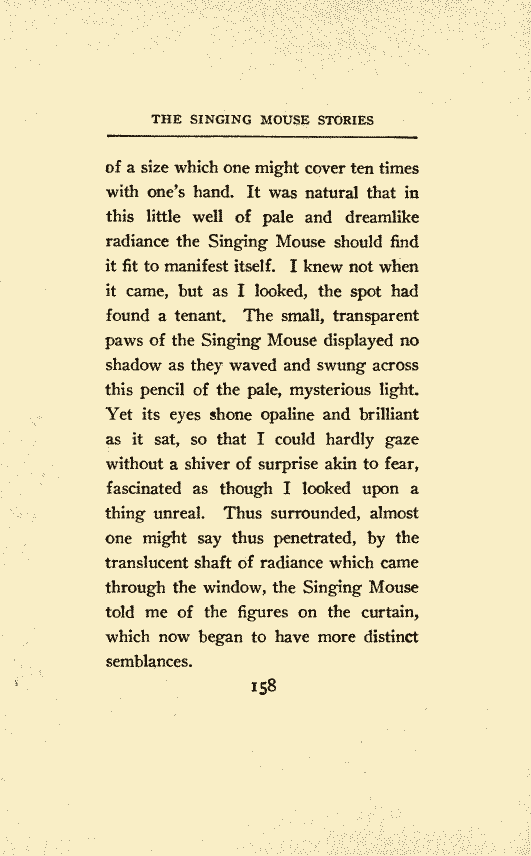 THE SINGING MOUSE STORIES
of a size which one might cover ten times
with one's hand. It was natural that in
this little well of pale and dreamlike
radiance the Singing Mouse should find
it fit to manifest itself. I knew not when
it came, but as I looked, the spot had
found a tenant. The small, transparent
paws of the Singing Mouse displayed no
shadow as they waved and swung across
this pencil of the pale, mysterious light.
Yet its eyes shone opaline and brilliant
as it sat, so that I could hardly gaze
without a shiver of surprise akin to fear,
fascinated as though I looked upon a
thing unreal. Thus surrounded, almost
one might say thus penetrated, by the
translucent shaft of radiance which came
through the window, the Singing Mouse
told me of the figures on the curtain,
which now began to have more distinct
semblances.
158